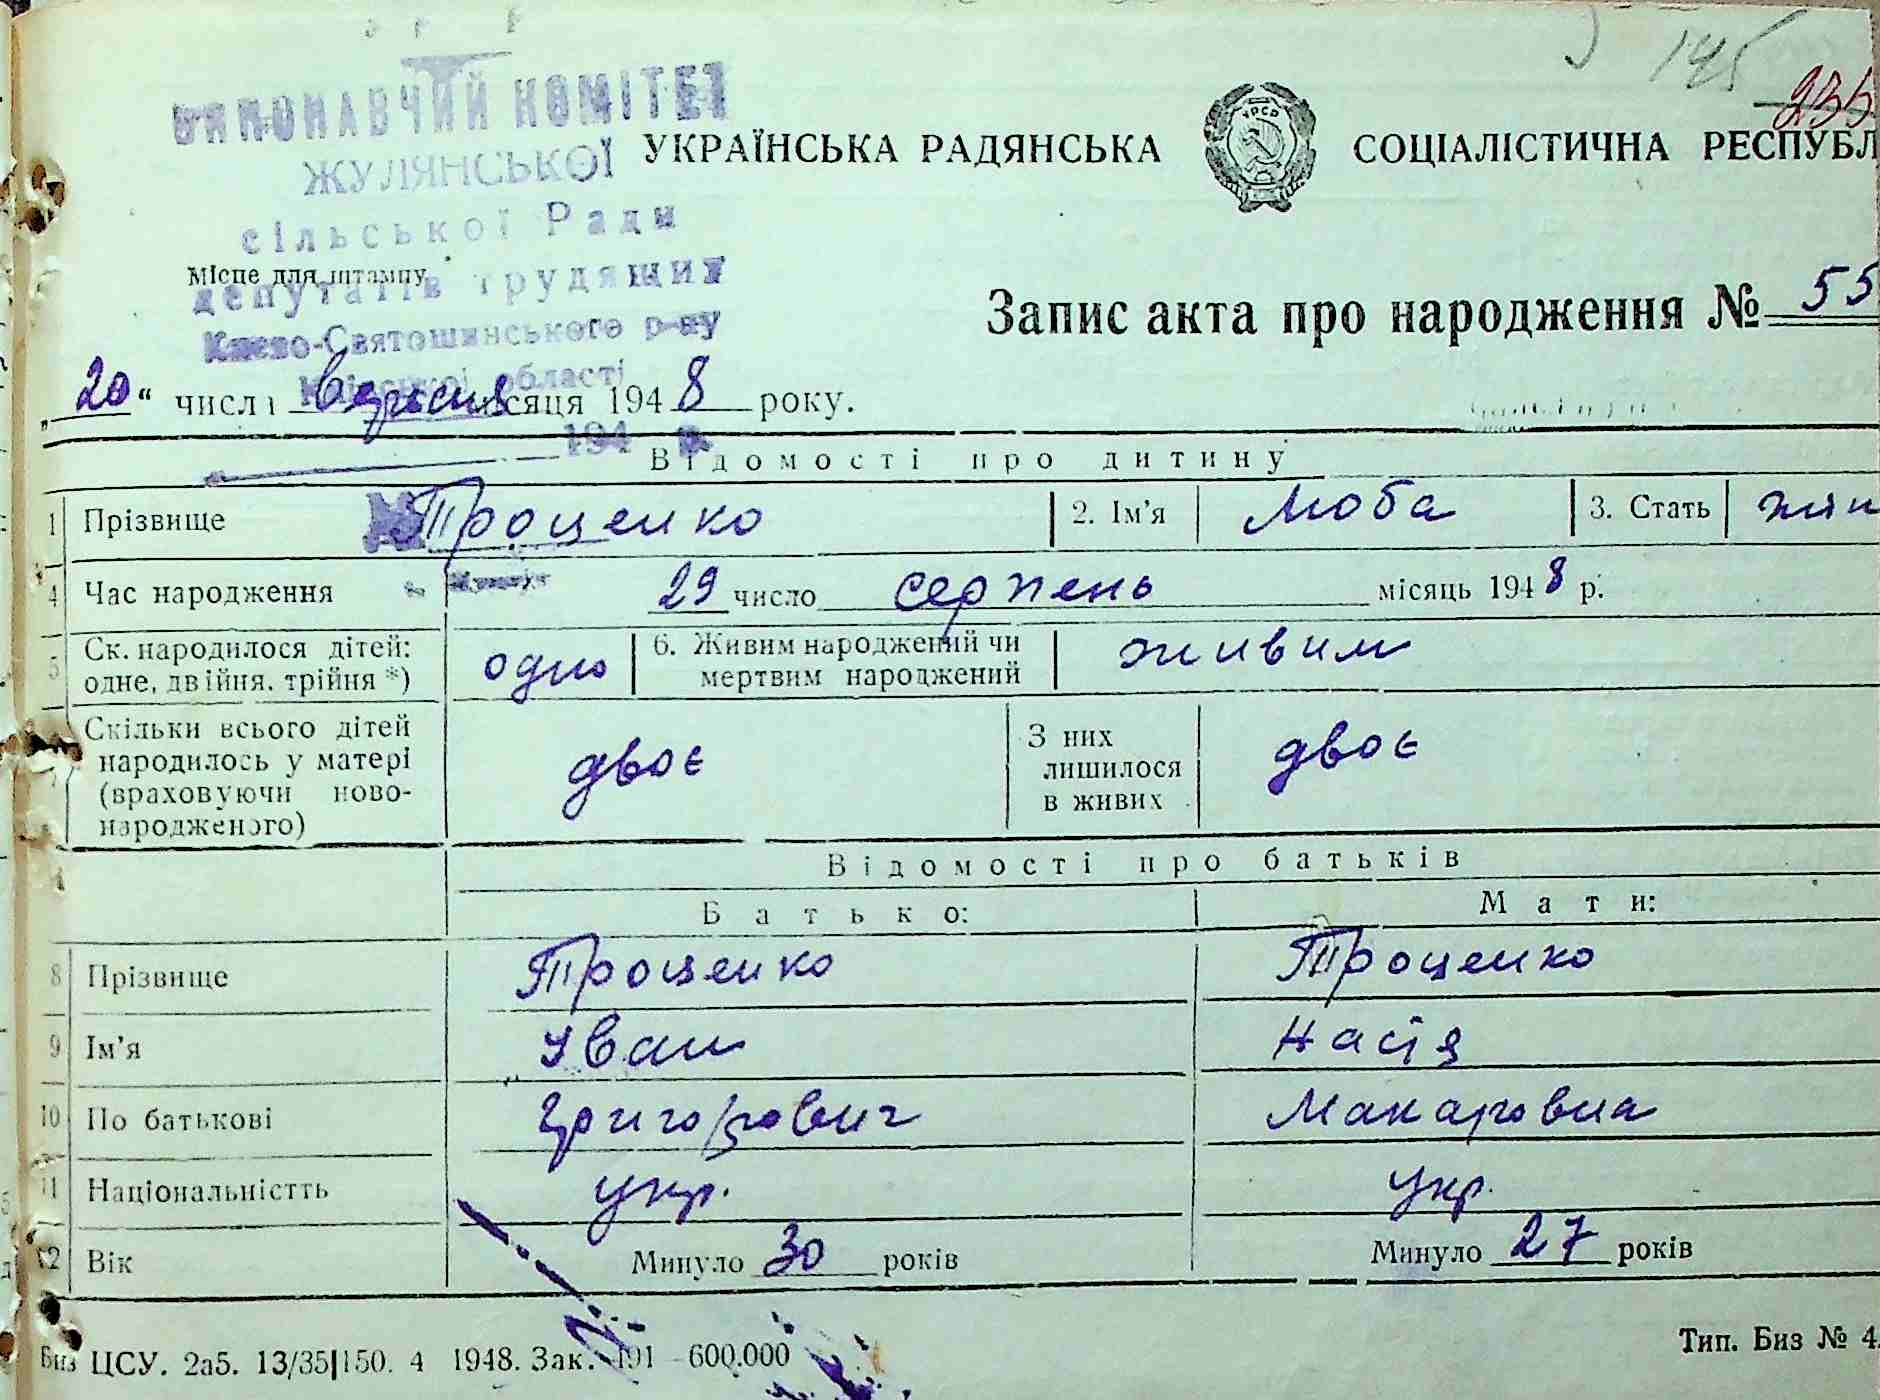 145
235
ВИКОНАВЧИЙ КОМІТЕТ
ЖУЛЯНСЬКОЇ
сільської Ради
депутатів трудящих
Києво-Святошинського р-ну
Київської області
194 р.
УКРАЇНСЬКА РАДЯНСЬКА СОЦІАЛІСТИЧНА РЕСПУБЛ
УРСР
Місце для штампу
Запис акта про народження № 55
„20“ числа вересня місяця 1948 року.
Відомості про дитину
1 Прізвище Троценко 2. Ім'я Люба 3. Стать жін
4 Час народження 29 число серпень місяць 1948 р.
5 Ск. народилося дітей: одно 6. Живим народжений чи живим
одне, двійня, трійня *) мертвим народжений
7 Скільки всього дітей двоє З них двоє
народилось у матері лишилося
(враховуючи ново- в живих
народженого)
Відомості про батьків
Батько: Мати:
8 Прізвище Троценко Троценко
9 Ім'я Іван Настя
10 По батькові Григорович Макаровна
11 Національністть укр. укр.
12 Вік Минуло 30 років Минуло 27 років
Биз ЦСУ. 2а5. 13/35|150. 4 1948. Зак. 191 -600.000
Тип. Биз № 4